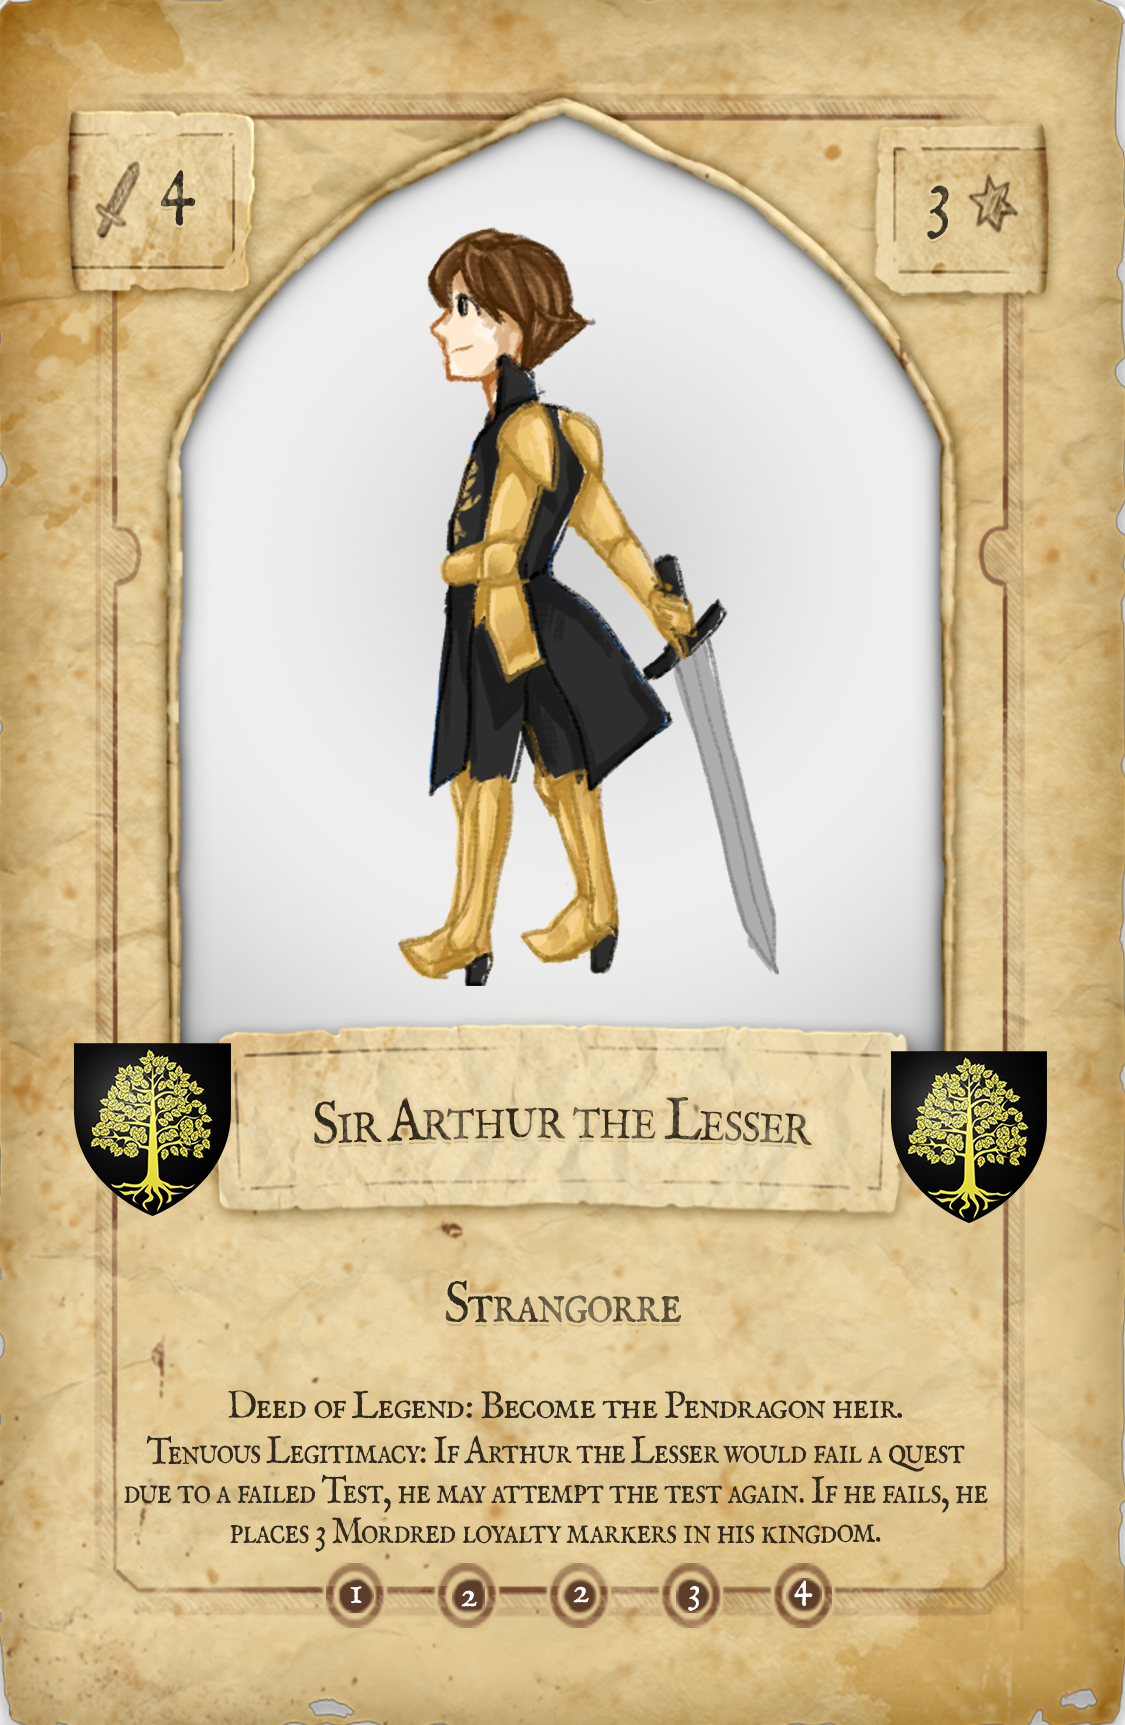 4
3
Sir Arthur the Lesser
Strangorre
Deed of Legend: Become the Pendragon heir.
Tenuous Legitimacy: If Arthur the Lesser would fail a quest
due to a failed Test, he may attempt the test again. If he fails, he
places 3 Mordred loyalty markers in his kingdom.
1 2 2 3 4